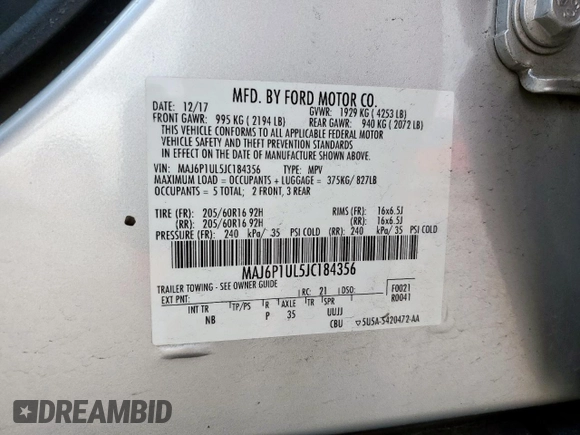 MFD. BY FORD MOTOR CO.
DATE: 12/17 GVWR: 1929 KG ( 4253 LB)
FRONT GAWR: 995 KG ( 2194 LB) REAR GAWR: 940 KG ( 2072 LB)
THIS VEHICLE CONFORMS TO ALL APPLICABLE FEDERAL MOTOR
VEHICLE SAFETY AND THEFT PREVENTION STANDARDS IN
EFFECT ON THE DATE OF MANUFACTURE SHOWN ABOVE.
VIN: MAJ6P1UL5JC184356 TYPE: MPV
MAXIMUM LOAD = OCCUPANTS + LUGGAGE = 375KG/ 827LB
OCCUPANTS = 5 TOTAL; 2 FRONT, 3 REAR
TIRE (FR): 205/60R16 92H RIMS (FR): 16x6.5J
(RR): 205/60R16 92H (RR): 16x6.5J
PRESSURE (FR): 240 kPa/ 35 PSI COLD (RR): 240 kPa/ 35 PSI COLD
MAJ6P1UL5JC184356
TRAILER TOWING - SEE OWNER GUIDE RC: 21 DSO: F0021
EXT PNT: R0041
INT TR TP/PS R AXLE TR SPR
NB P 35 UUJJ
CBU ▽5U5A-S420472-AA
DREAMBID